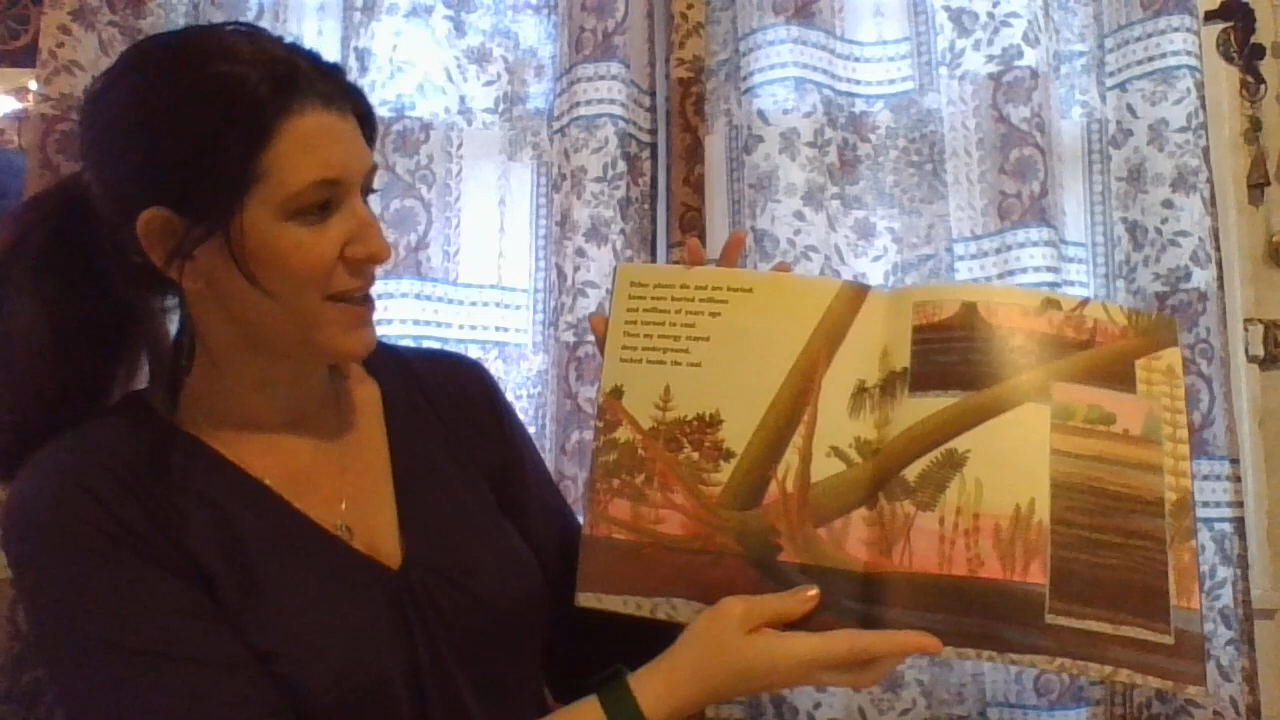 Other plants die and are buried.
Some were buried millions
and millions of years ago
and turned to coal.
Then my energy stayed
deep underground,
locked inside the coal.